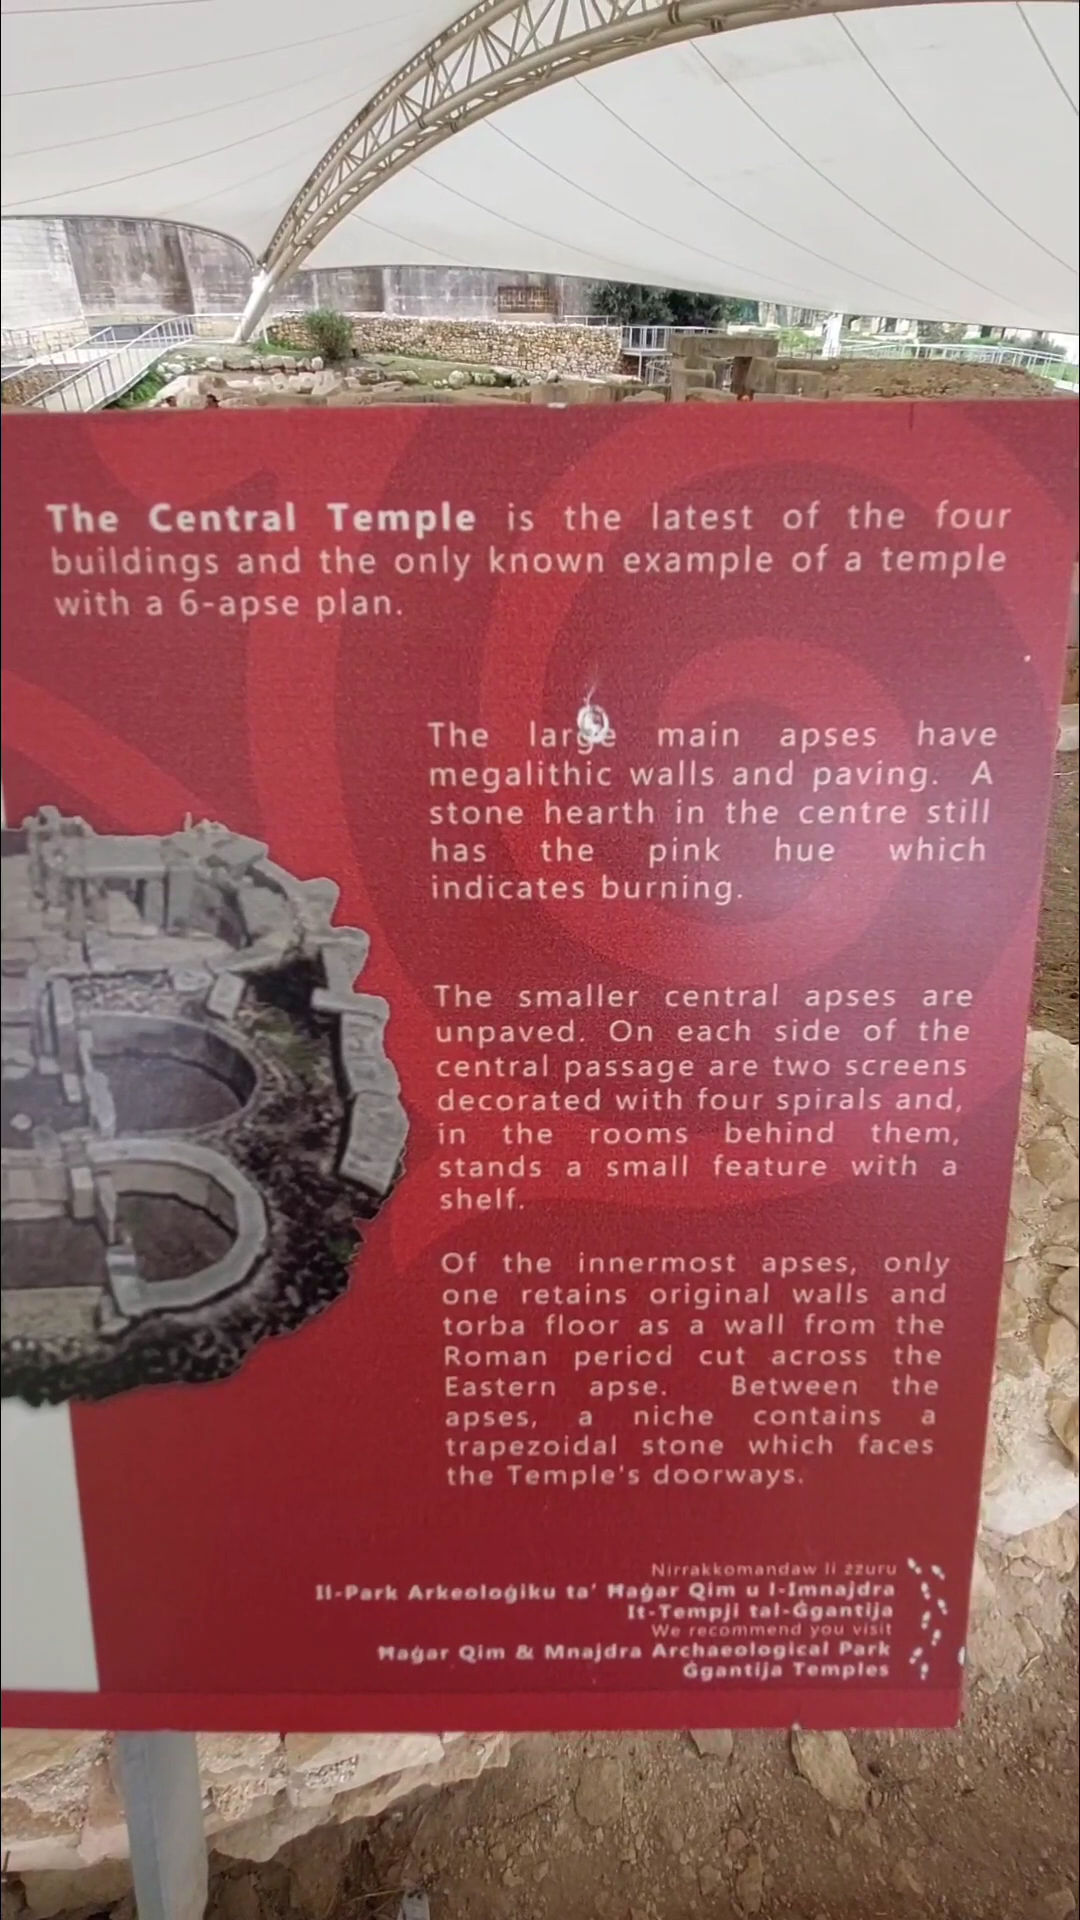 The Central Temple is the latest of the four
buildings and the only known example of a temple
with a 6-apse plan.
The large main apses have
megalithic walls and paving. A
stone hearth in the centre still
has the pink hue which
indicates burning.
The smaller central apses are
unpaved. On each side of the
central passage are two screens
decorated with four spirals and,
in the rooms behind them,
stands a small feature with a
shelf.
Of the innermost apses, only
one retains original walls and
torba floor as a wall from the
Roman period cut across the
Eastern apse. Between the
apses, a niche contains a
trapezoidal stone which faces
the Temple's doorways.
Nirrakkomandaw li żżuru
Il-Park Arkeoloġiku ta' Ħaġar Qim u l-Imnajdra
It-Tempji tal-Ġgantija
We recommend you visit
Ħaġar Qim & Mnajdra Archaeological Park
Ġgantija Temples